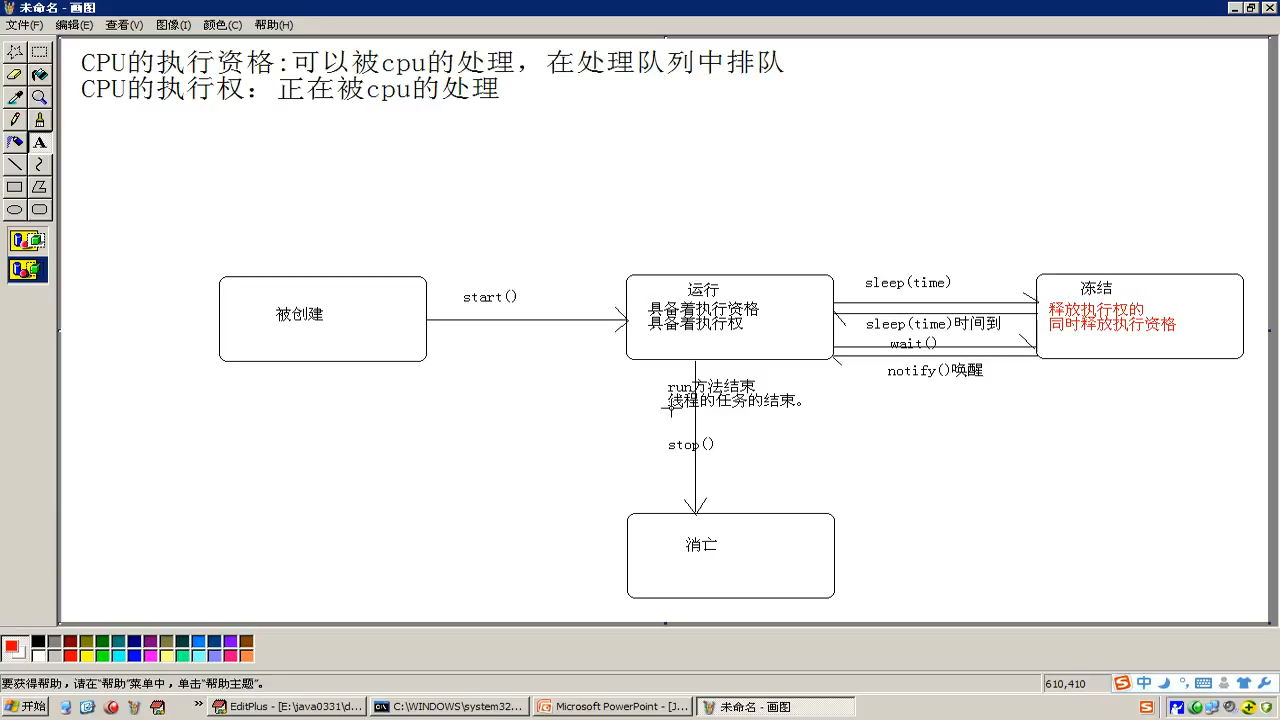 未命名 - 画图
文件(F) 编辑(E) 查看(V) 图像(I) 颜色(C) 帮助(H)
CPU的执行资格:可以被cpu的处理，在处理队列中排队
CPU的执行权：正在被cpu的处理
被创建
start()
运行
具备着执行资格
具备着执行权
sleep(time)
sleep(time)时间到
wait()
notify()唤醒
冻结
释放执行权的
同时释放执行资格
run方法结束
线程的任务的结束。
stop()
消亡
要获得帮助，请在“帮助”菜单中，单击“帮助主题”。
610,410
中
开始
EditPlus - [E:\java0331\d...
C:\WINDOWS\system32...
Microsoft PowerPoint - [J...
未命名 - 画图